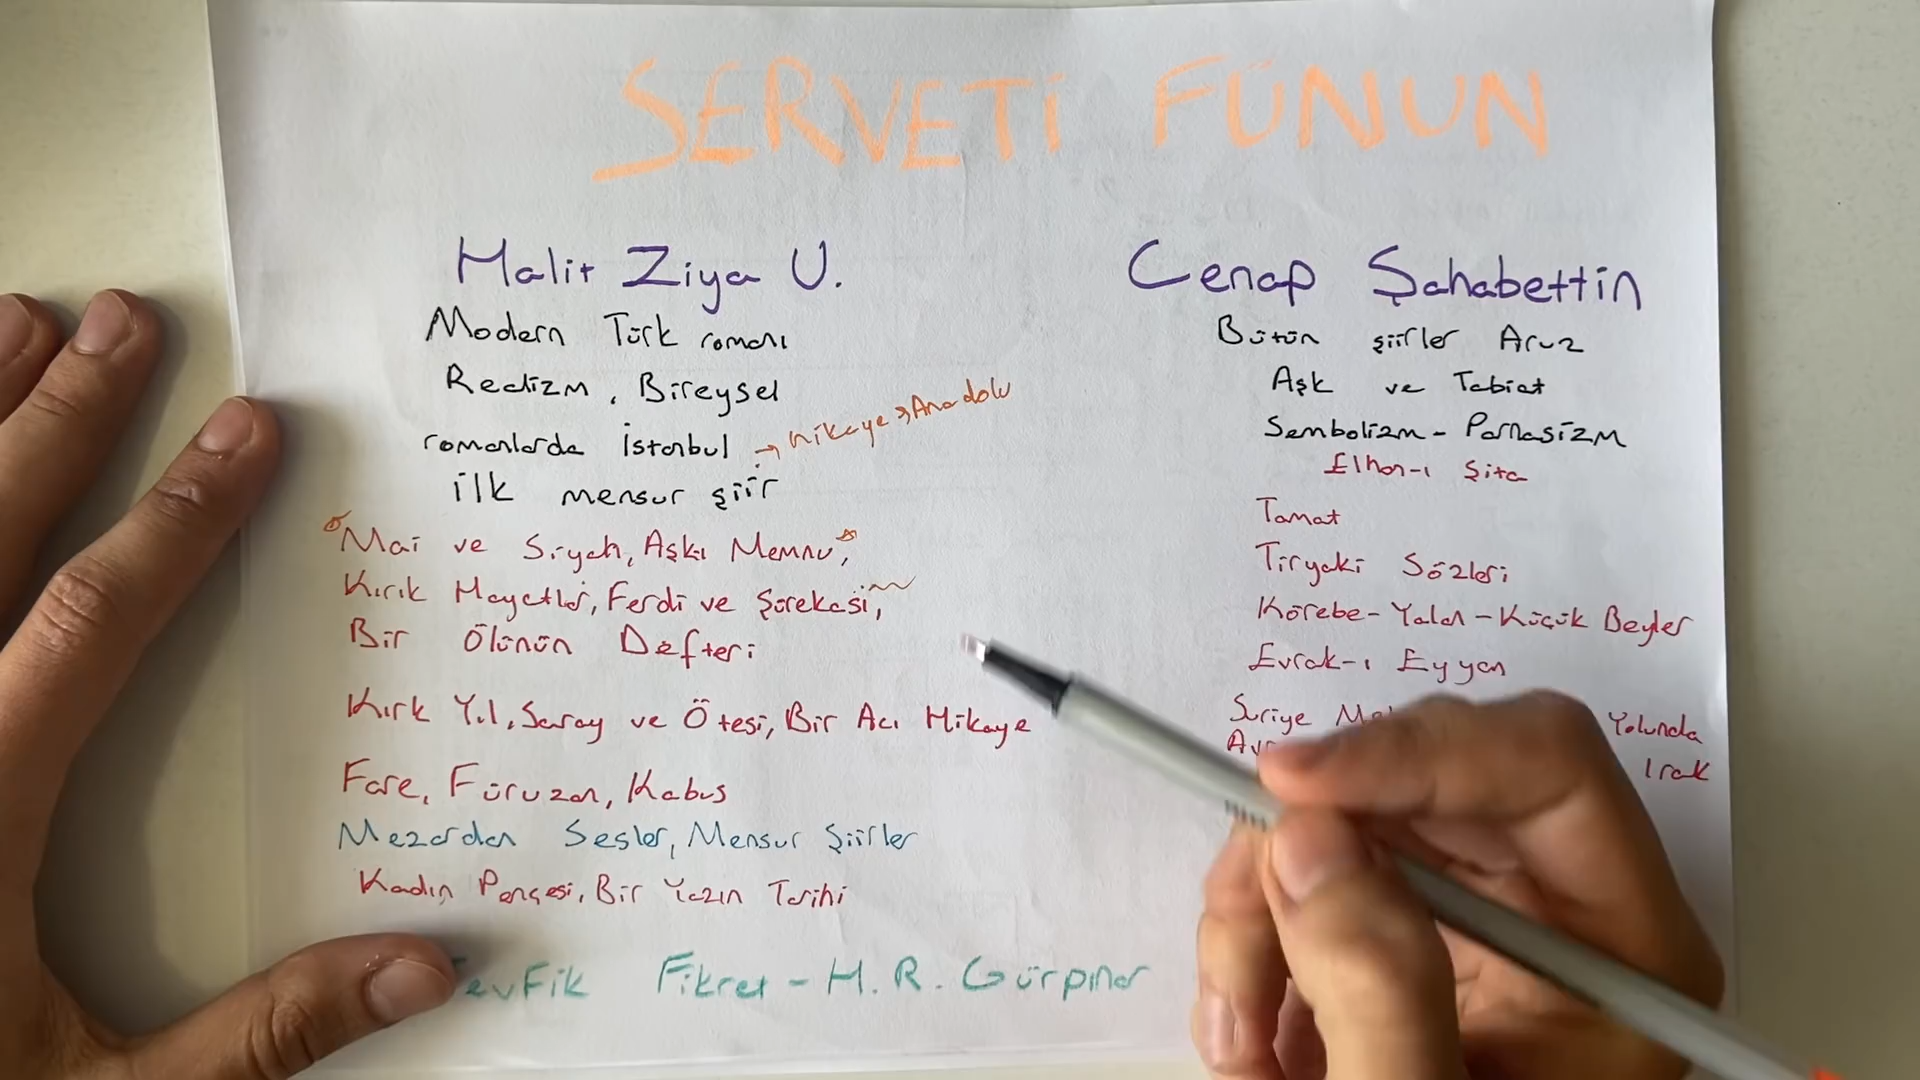 SERVETİ FÜNUN
Halit Ziya U.
Modern Türk romanı
Realizm, Bireysel
romanlarda İstanbul → hikaye → Anadolu
ilk mensur şiir
Mai ve Siyah, Aşkı Memnu,
Kırık Hayatlar, Ferdi ve Şürekası,
Bir Ölünün Defteri
Kırk Yıl, Saray ve Ötesi, Bir Acı Hikaye
Fare, Füruzan, Kabus
Mezardan Sesler, Mensur Şiirler
Kadın Pençesi, Bir Yazın Tarihi
Cenap Şahabettin
Bütün şiirler Aruz
Aşk ve Tabiat
Sembolizm - Parnasizm
Elhan-ı Şita
Tamat
Tiryaki Sözleri
Körebe - Yalan - Küçük Beyler
Evrak-ı Eyyam
Suriye Yolunda
Irak
Tevfik Fikret - H. R. Gürpınar